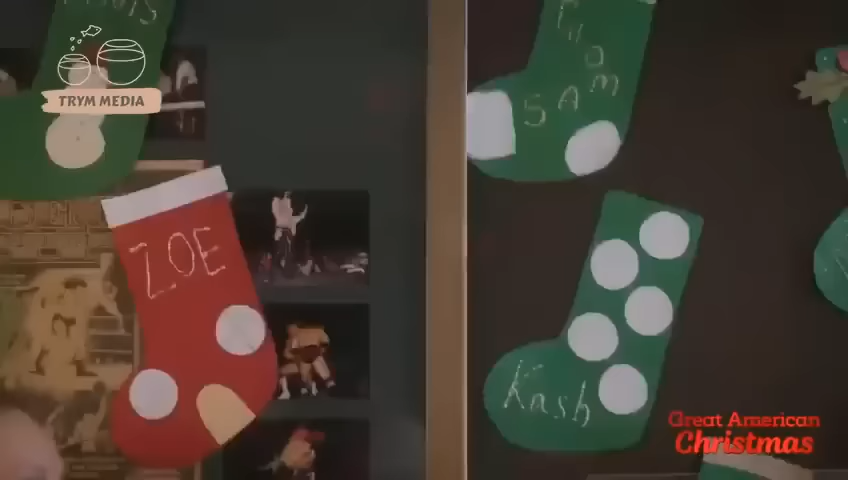 TRYM MEDIA
From
SAM
ZOE
Kash
Great American
Christmas